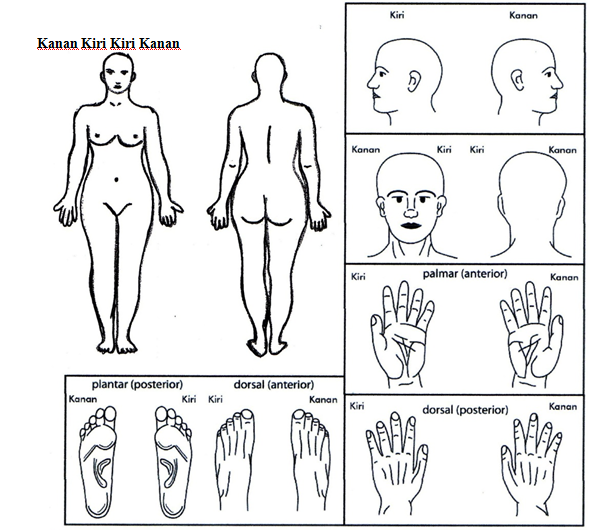 Kanan Kiri Kiri Kanan
Kiri Kanan
Kanan Kiri Kiri Kanan
palmar (anterior)
Kiri Kanan
plantar (posterior) dorsal (anterior)
Kanan Kiri Kiri Kanan
dorsal (posterior)
Kiri Kanan